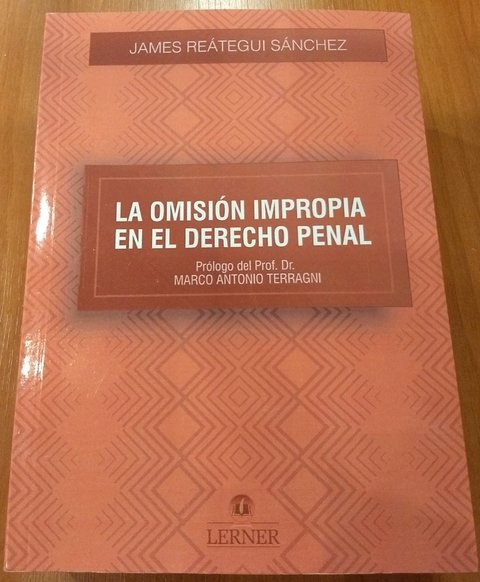 JAMES REÁTEGUI SÁNCHEZ
LA OMISIÓN IMPROPIA
EN EL DERECHO PENAL
Prólogo del Prof. Dr.
MARCO ANTONIO TERRAGNI
LERNER